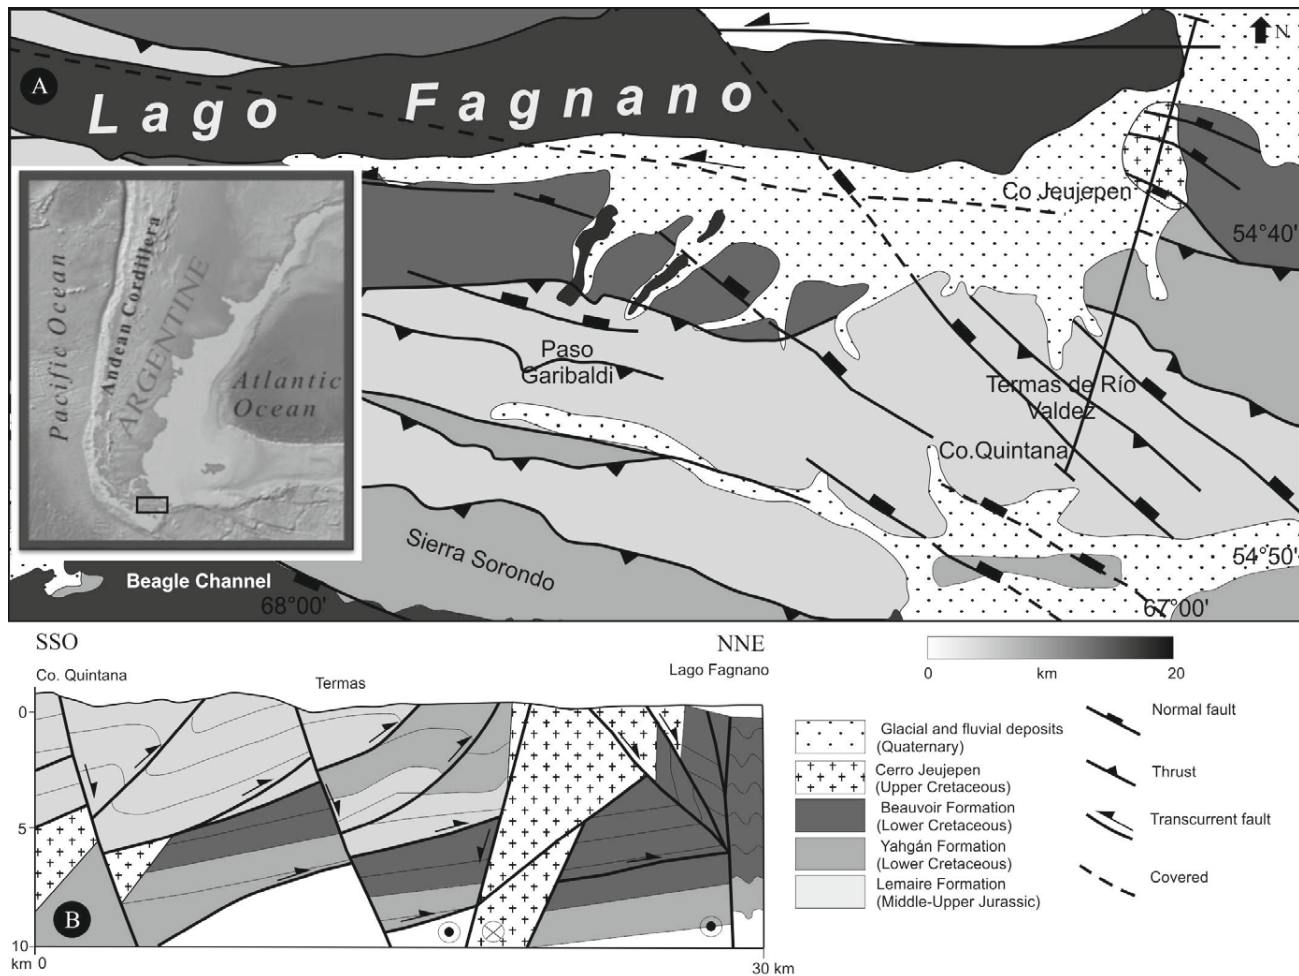 A
Lago Fagnano
N
Co Jeujepen
54°40'
Pacific Ocean
Andean Cordillera
ARGENTINE
Atlantic
Ocean
Paso
Garibaldi
Termas de Río
Valdez
Co.Quintana
Sierra Sorondo
54°50'
Beagle Channel
68°00'
67°00'
SSO
NNE
Co. Quintana
Termas
Lago Fagnano
0
5
10
km 0
30 km
B
0
km
20
Glacial and fluvial deposits
(Quaternary)
Cerro Jeujepen
(Upper Cretaceous)
Beauvoir Formation
(Lower Cretaceous)
Yahgán Formation
(Lower Cretaceous)
Lemaire Formation
(Middle-Upper Jurassic)
Normal fault
Thrust
Transcurrent fault
Covered